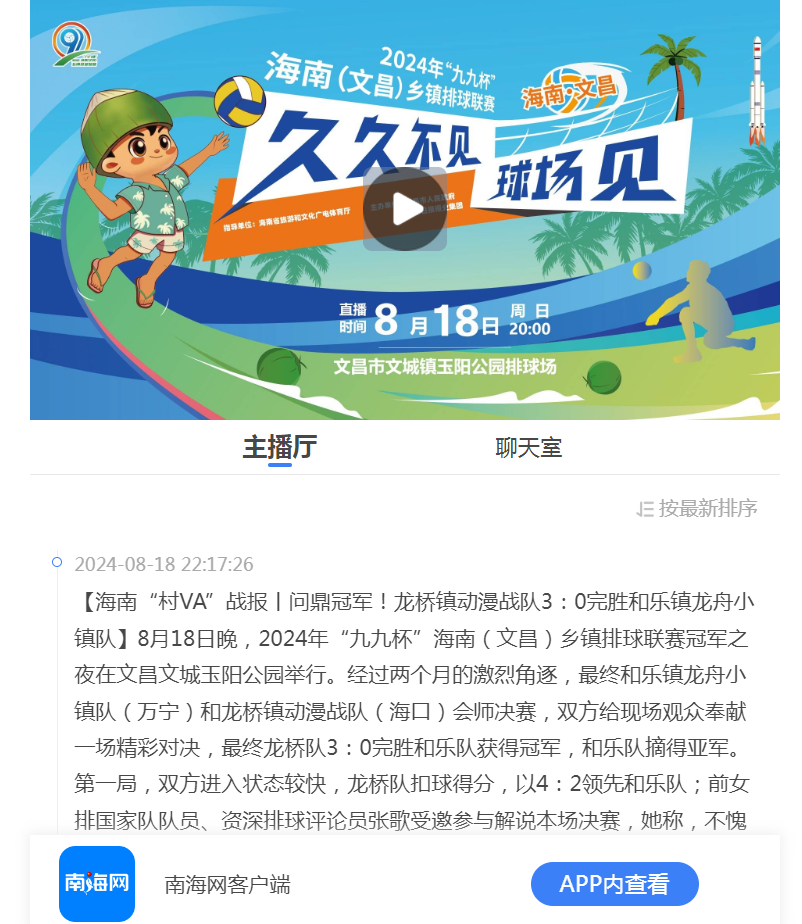 2024年“九九杯”
海南（文昌）乡镇排球联赛
海南·文昌
久久不见
球场见
指导单位：海南省旅游和文化广电体育厅
直播时间 8月18日 周日 20:00
文昌市文城镇玉阳公园排球场
主播厅
聊天室
按最新排序
2024-08-18 22:17:26
【海南“村VA”战报丨问鼎冠军！龙桥镇动漫战队3：0完胜和乐镇龙舟小
镇队】8月18日晚，2024年“九九杯”海南（文昌）乡镇排球联赛冠军之
夜在文昌文城玉阳公园举行。经过两个月的激烈角逐，最终和乐镇龙舟小
镇队（万宁）和龙桥镇动漫战队（海口）会师决赛，双方给现场观众奉献
一场精彩对决，最终龙桥队3：0完胜和乐队获得冠军，和乐队摘得亚军。
第一局，双方进入状态较快，龙桥队扣球得分，以4：2领先和乐队；前女
排国家队队员、资深排球评论员张歌受邀参与解说本场决赛，她称，不愧
南海网
南海网客户端
APP内查看